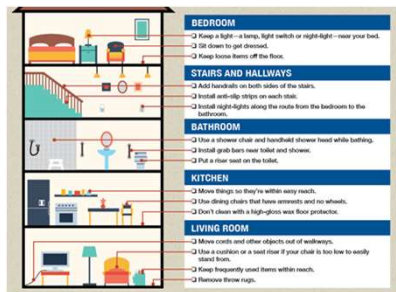 BEDROOM
❑ Keep a light—a lamp, light switch or night-light—near your bed.
❑ Sit down to get dressed.
❑ Keep loose items off the floor.
STAIRS AND HALLWAYS
❑ Add handrails on both sides of the stairs.
❑ Install anti-slip strips on each stair.
❑ Install night-lights along the route from the bedroom to the
bathroom.
BATHROOM
❑ Use a shower chair and handheld shower head while bathing.
❑ Install grab bars near toilet and shower.
❑ Put a riser seat on the toilet.
KITCHEN
❑ Move things so they're within easy reach.
❑ Use dining chairs that have armrests and no wheels.
❑ Don't clean with a high-gloss wax floor protector.
LIVING ROOM
❑ Move cords and other objects out of walkways.
❑ Use a cushion or a seat riser if your chair is too low to easily
stand from.
❑ Keep frequently used items within reach.
❑ Remove throw rugs.